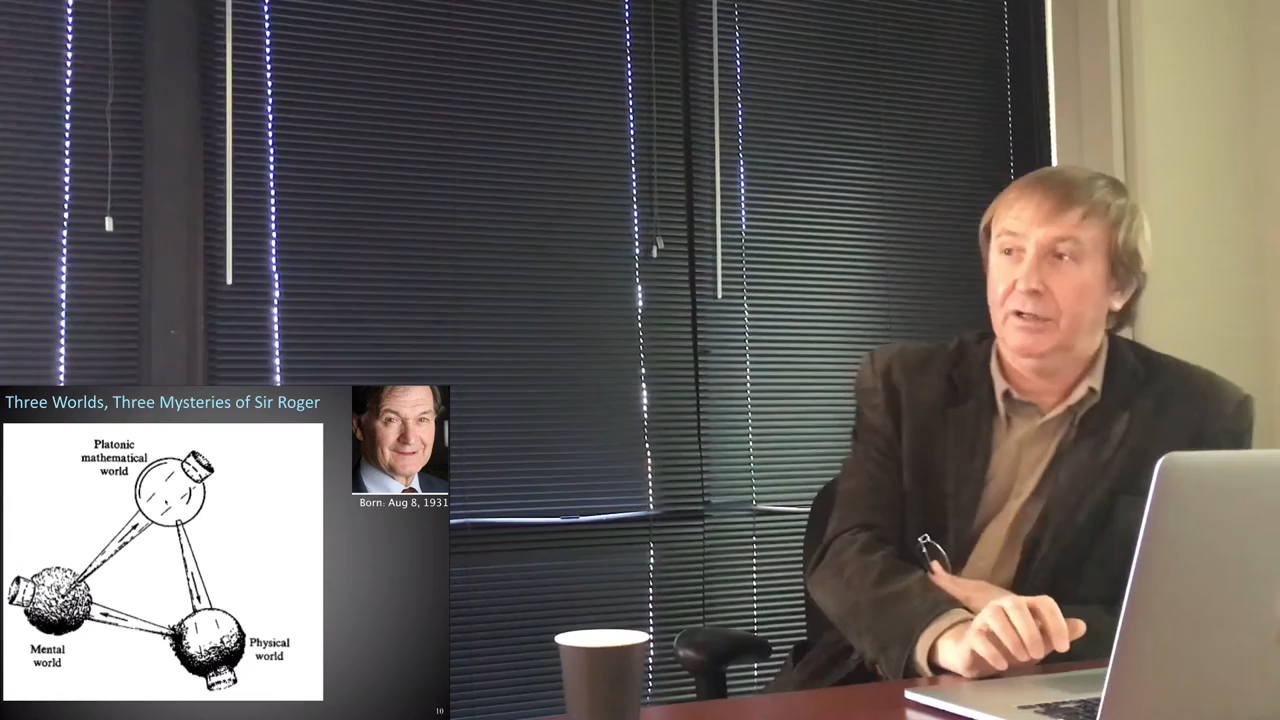 Three Worlds, Three Mysteries of Sir Roger
Platonic
mathematical
world
Born: Aug 8, 1931
Mental
world
Physical
world
10